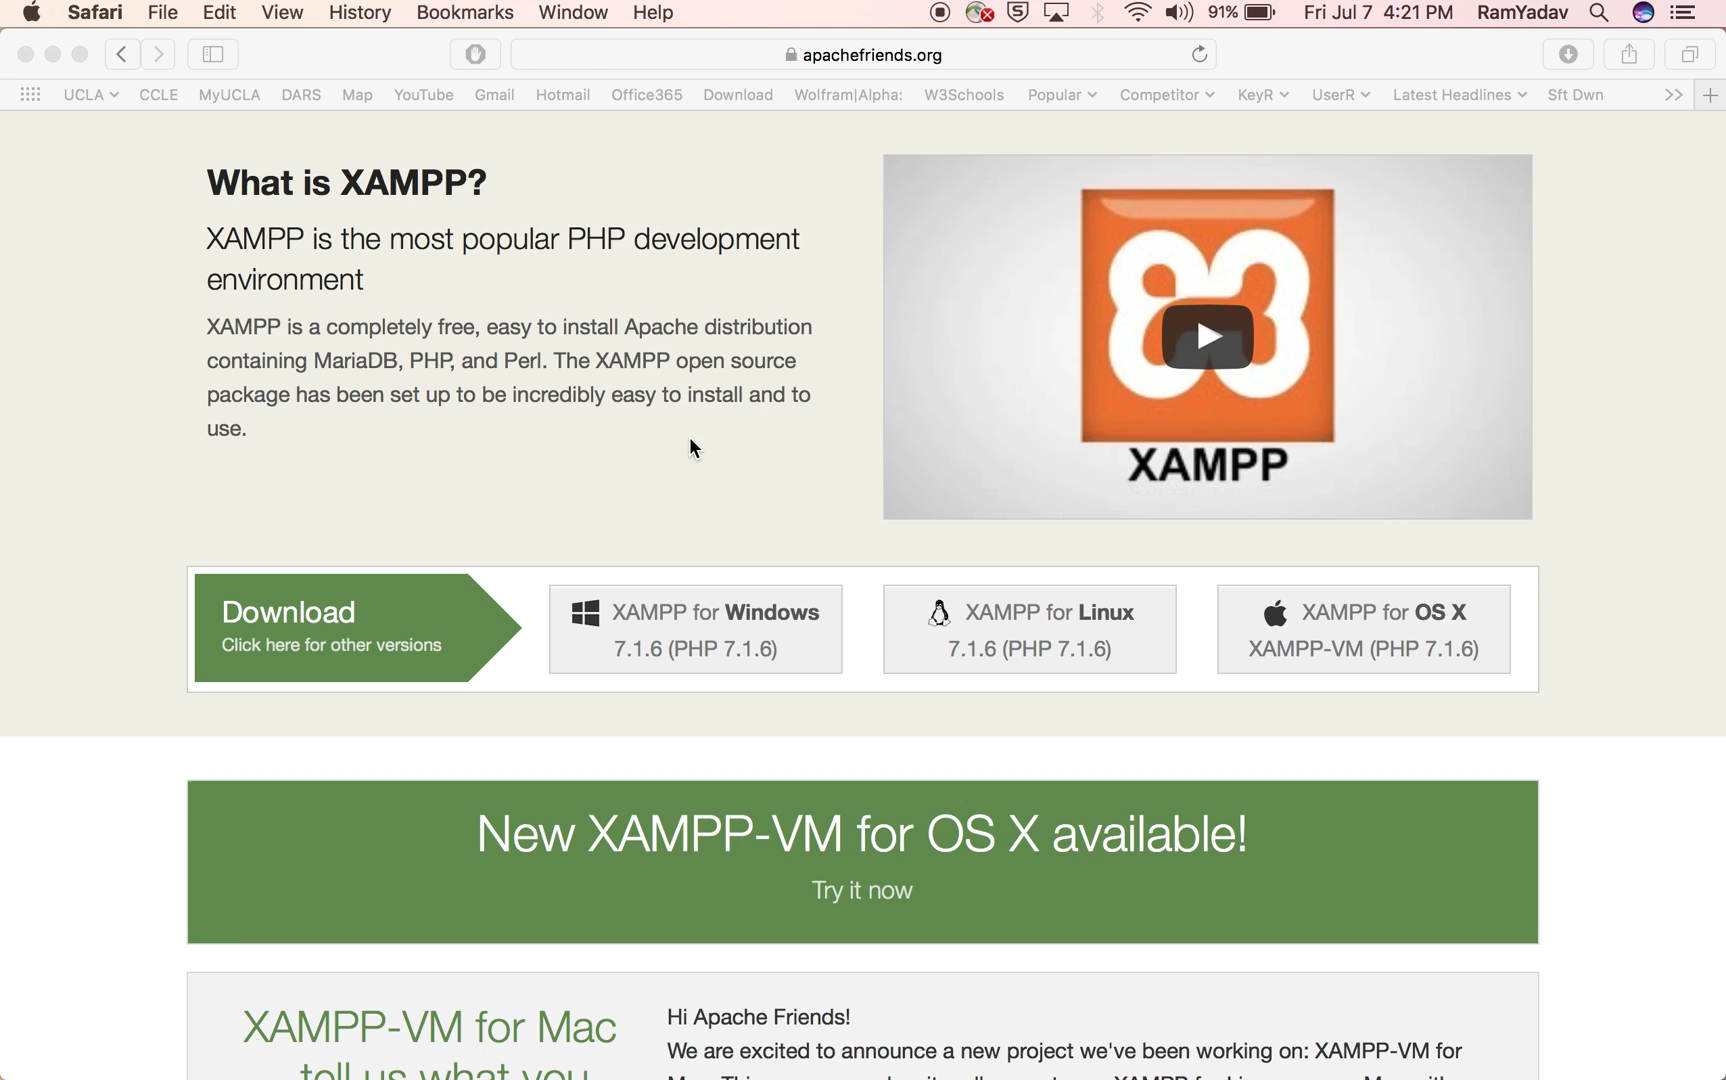 Safari File Edit View History Bookmarks Window Help 91% Fri Jul 7 4:21 PM RamYadav
apachefriends.org
UCLA CCLE MyUCLA DARS Map YouTube Gmail Hotmail Office365 Download Wolfram|Alpha: W3Schools Popular Competitor KeyR UserR Latest Headlines Sft Dwn
What is XAMPP?
XAMPP is the most popular PHP development
environment
XAMPP is a completely free, easy to install Apache distribution
containing MariaDB, PHP, and Perl. The XAMPP open source
package has been set up to be incredibly easy to install and to
use.
XAMPP
Download
Click here for other versions
XAMPP for Windows
7.1.6 (PHP 7.1.6)
XAMPP for Linux
7.1.6 (PHP 7.1.6)
XAMPP for OS X
XAMPP-VM (PHP 7.1.6)
New XAMPP-VM for OS X available!
Try it now
XAMPP-VM for Mac
tell us what you
Hi Apache Friends!
We are excited to announce a new project we've been working on: XAMPP-VM for